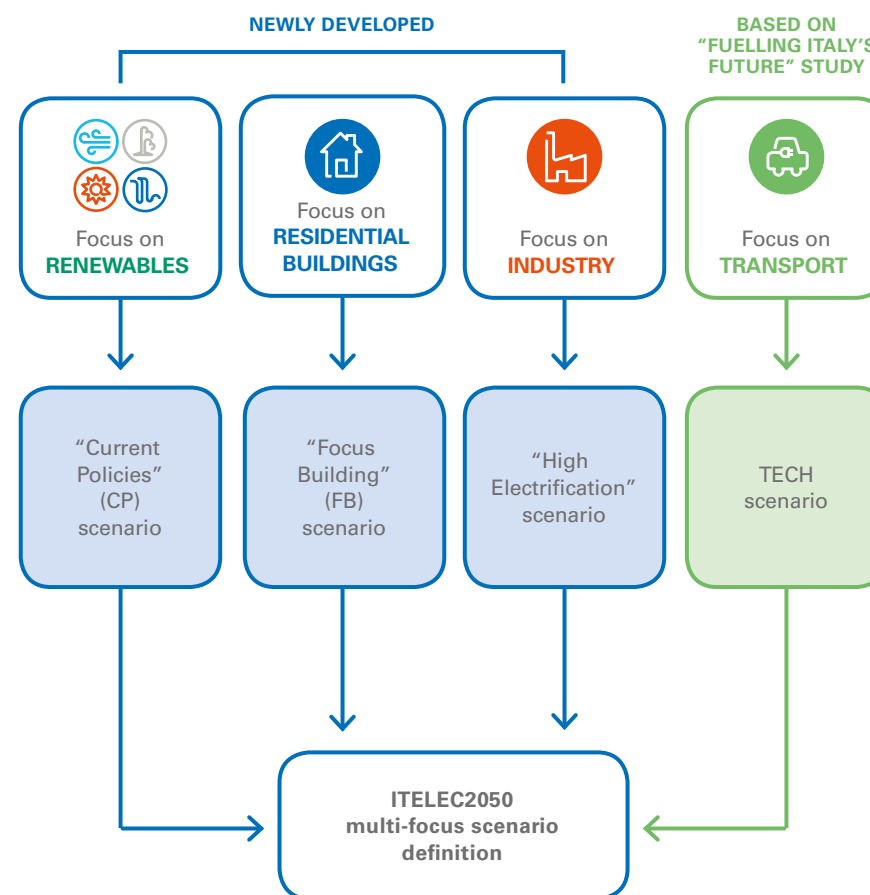 NEWLY DEVELOPED
BASED ON
“FUELLING ITALY’S
FUTURE” STUDY
Focus on
RENEWABLES
Focus on
RESIDENTIAL
BUILDINGS
Focus on
INDUSTRY
Focus on
TRANSPORT
“Current
Policies”
(CP)
scenario
“Focus
Building”
(FB)
scenario
“High
Electrification”
scenario
TECH
scenario
ITELEC2050
multi-focus scenario
definition